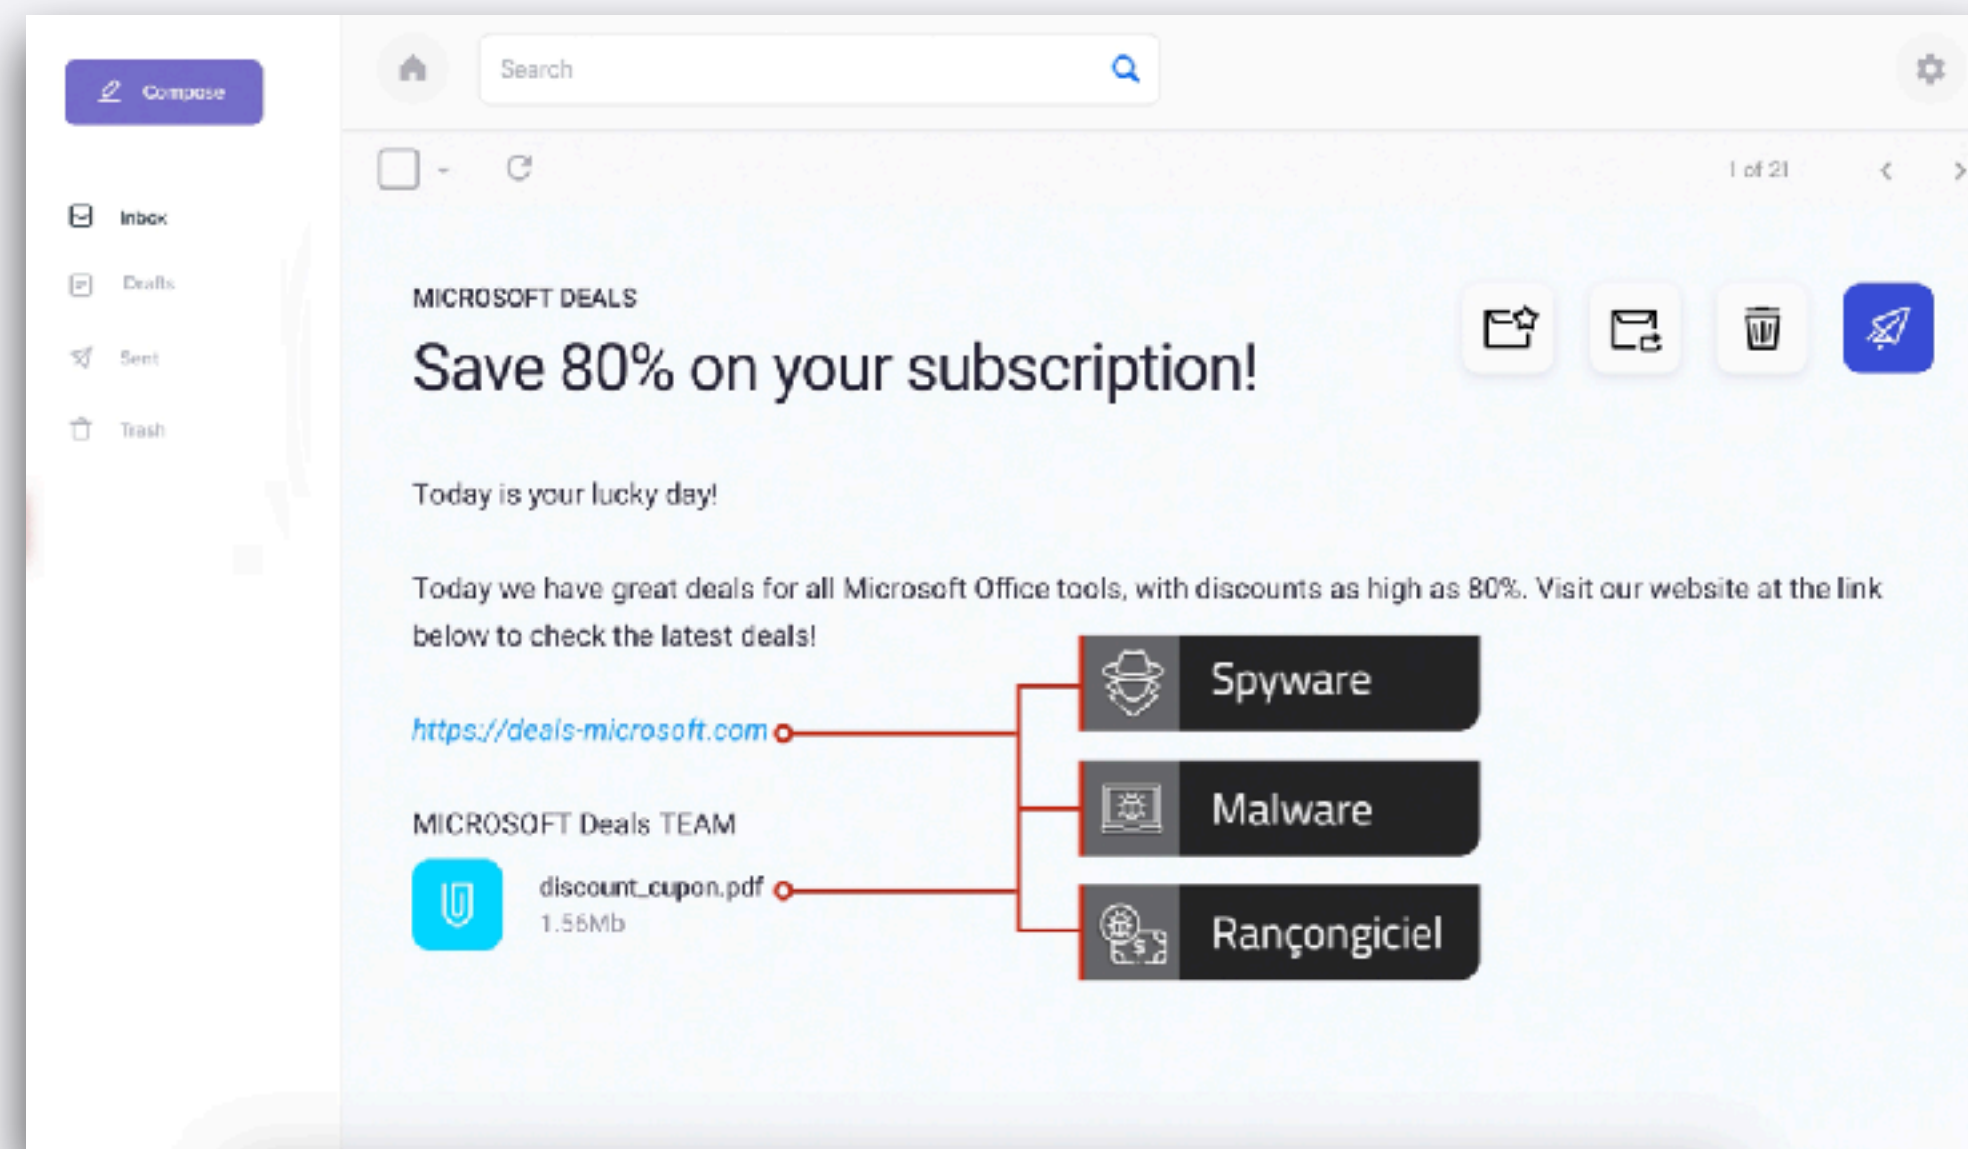 Compose
Search
1 of 21
Inbox
Drafts
Sent
Trash
MICROSOFT DEALS
Save 80% on your subscription!
Today is your lucky day!
Today we have great deals for all Microsoft Office tools, with discounts as high as 80%. Visit our website at the link
below to check the latest deals!
https://deals-microsoft.com
MICROSOFT Deals TEAM
discount_cupon.pdf
1.56Mb
Spyware
Malware
Rançongiciel